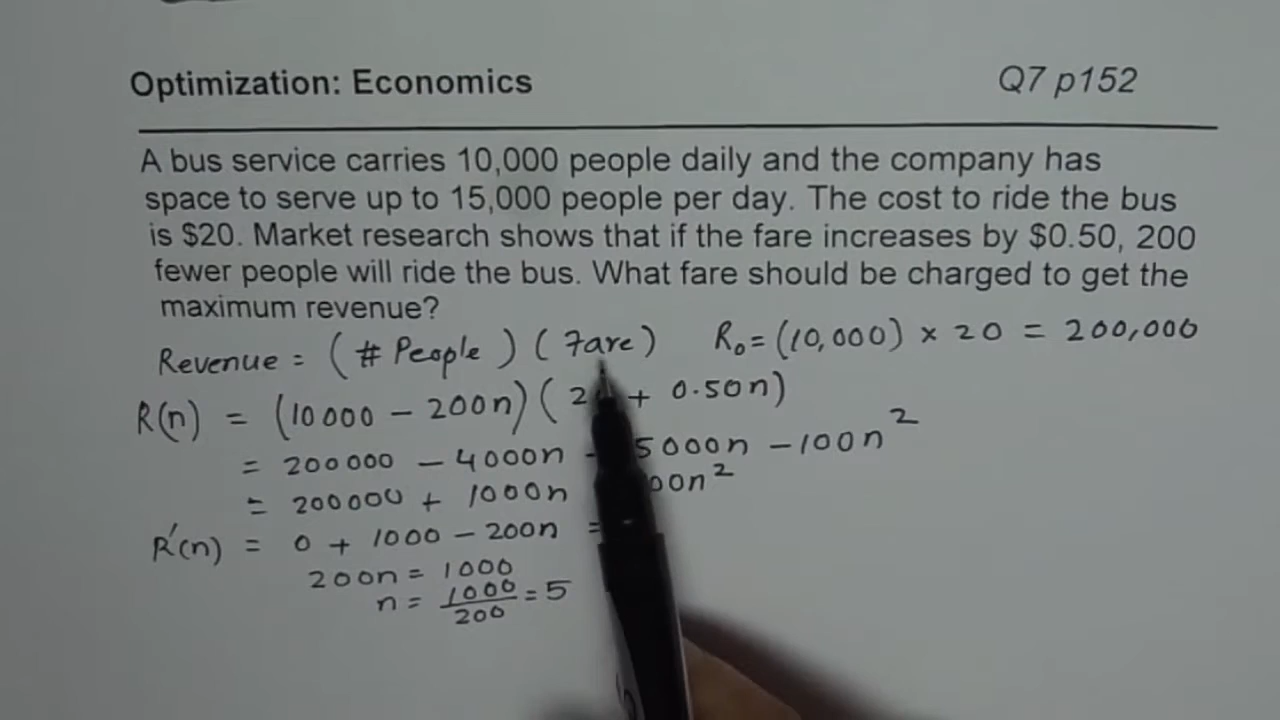 Optimization: Economics Q7 p152
A bus service carries 10,000 people daily and the company has
space to serve up to 15,000 people per day. The cost to ride the bus
is $20. Market research shows that if the fare increases by $0.50, 200
fewer people will ride the bus. What fare should be charged to get the
maximum revenue?
Revenue = (# People) (Fare) R₀ = (10,000) × 20 = 200,000
R(n) = (10000 - 200n) (2 + 0.50n)
= 200000 - 4000n 5000n - 100n²
= 200000 + 1000n 00n²
R'(n) = 0 + 1000 - 200n =
200n = 1000
n = 1000/200 = 5